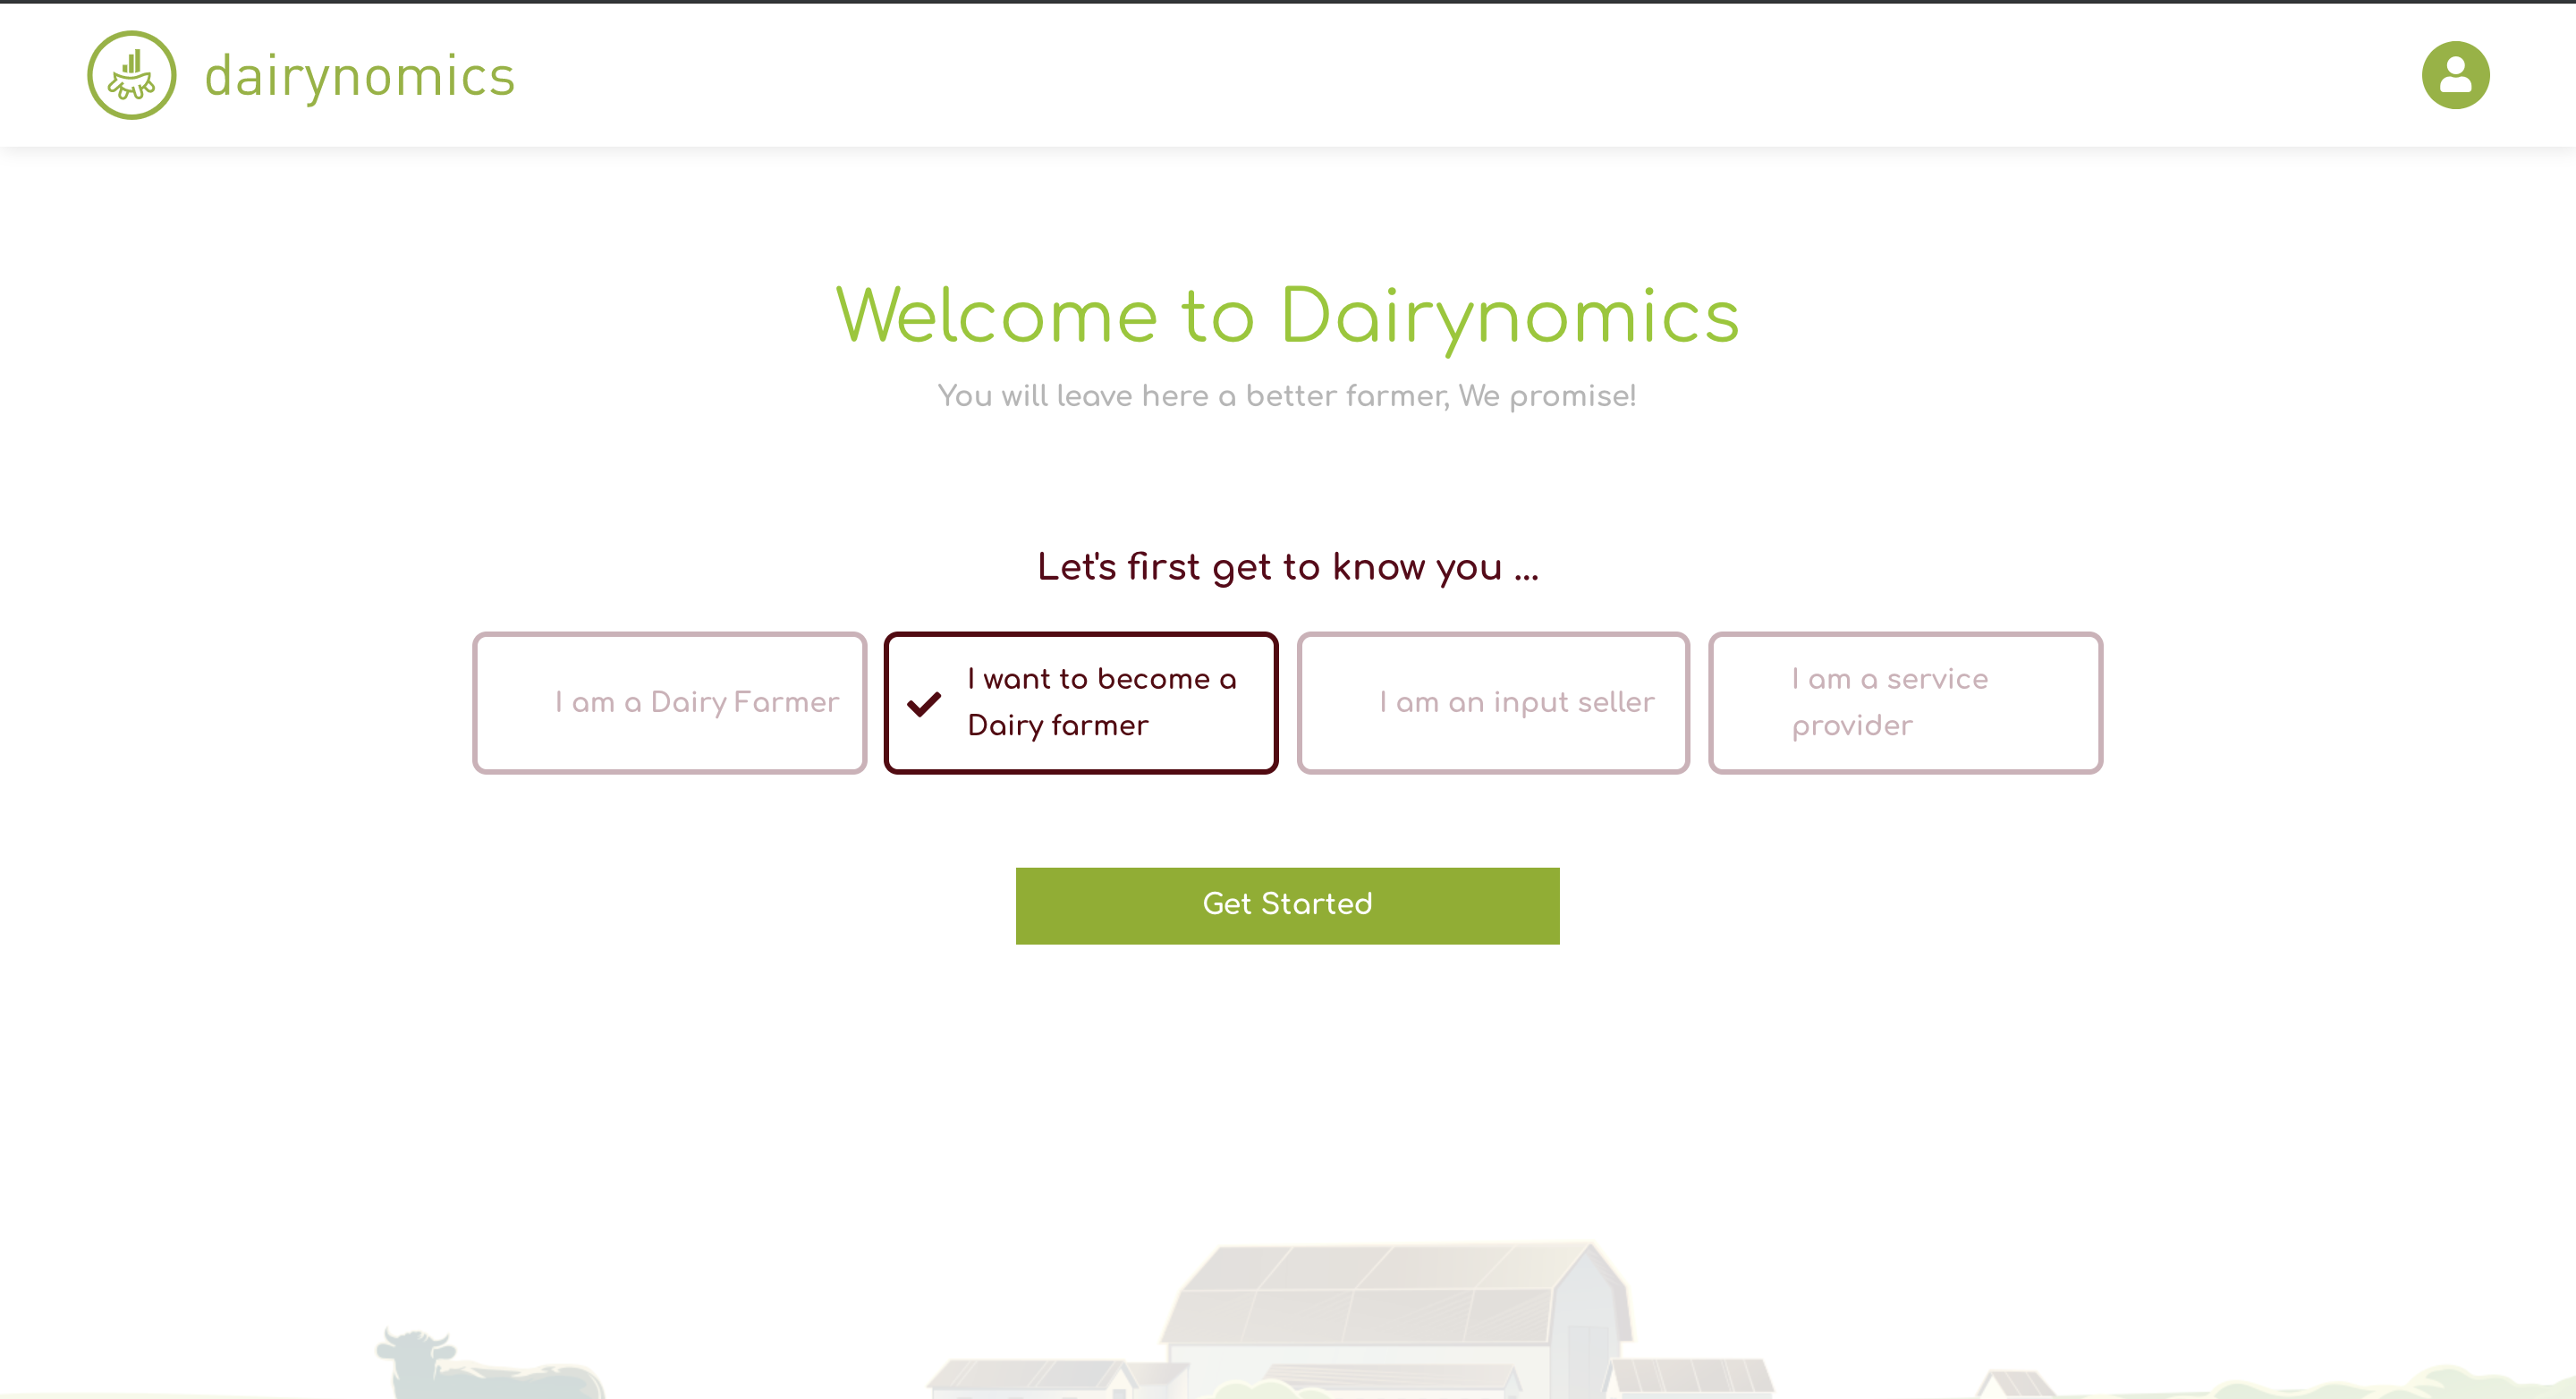 dairynomics
Welcome to Dairynomics
You will leave here a better farmer, We promise!
Let's first get to know you ...
I am a Dairy Farmer
I want to become a
Dairy farmer
I am an input seller
I am a service
provider
Get Started